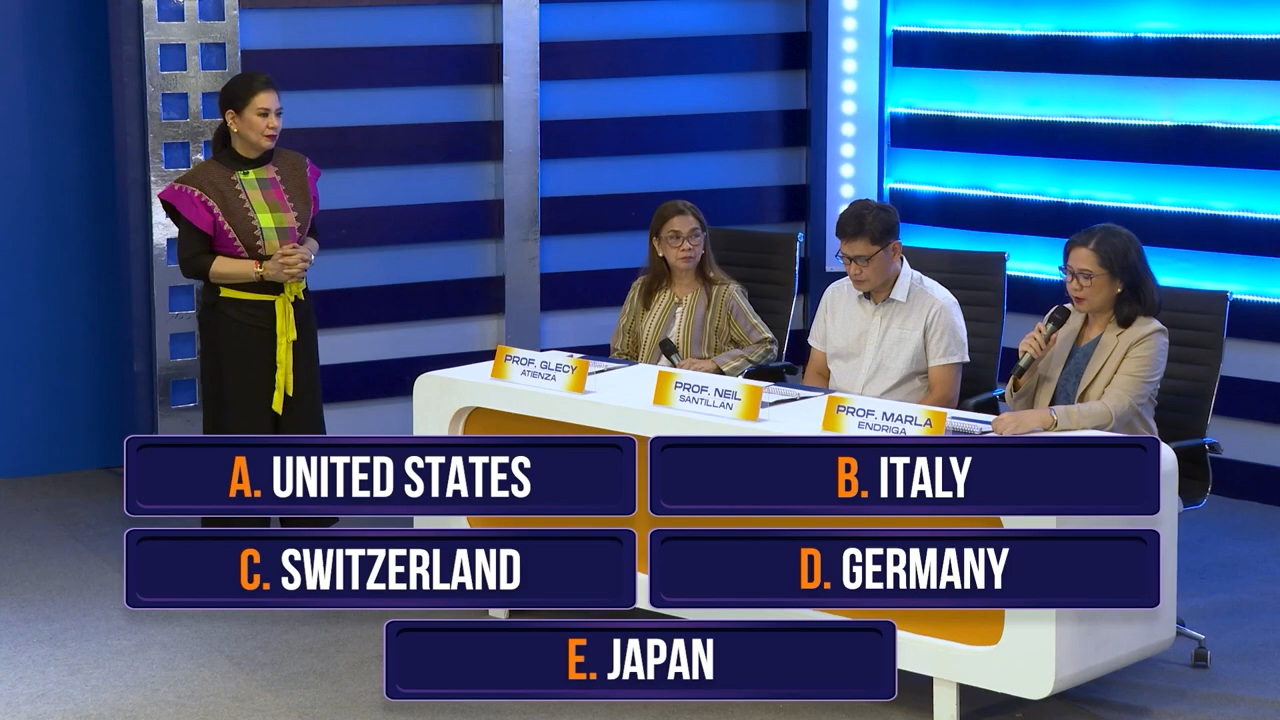 PROF. GLECY
ATIENZA
PROF. NEIL
SANTILLAN
PROF. MARLA
ENDRIGA
A. UNITED STATES
B. ITALY
C. SWITZERLAND
D. GERMANY
E. JAPAN